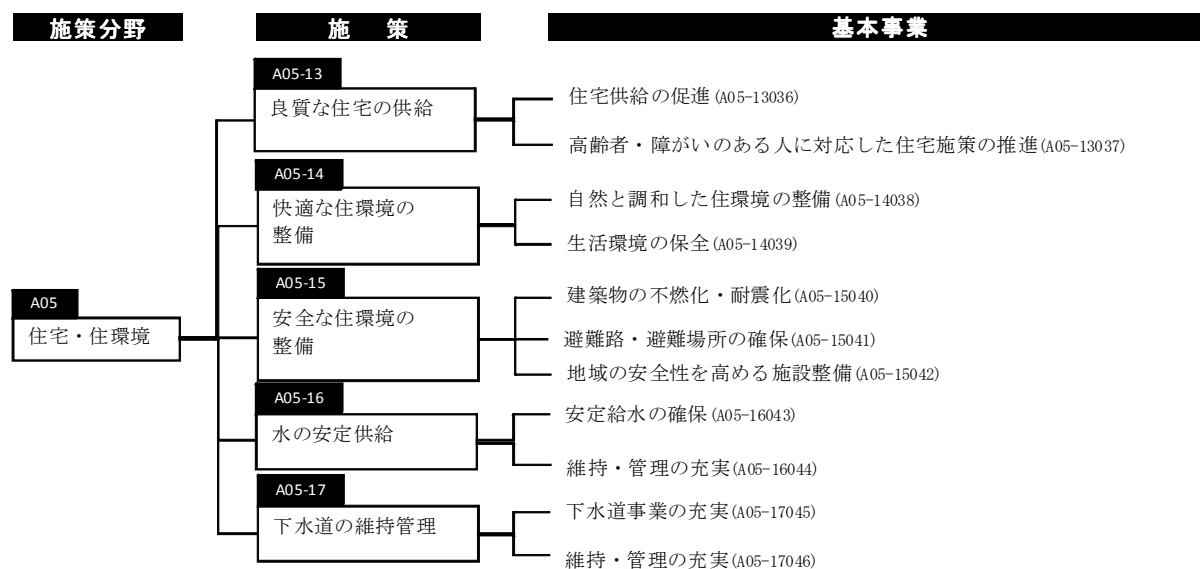 施策分野
施　策
基本事業
A05
住宅・住環境
A05-13
良質な住宅の供給
住宅供給の促進(A05-13036)
高齢者・障がいのある人に対応した住宅施策の推進(A05-13037)
A05-14
快適な住環境の
整備
自然と調和した住環境の整備(A05-14038)
生活環境の保全(A05-14039)
A05-15
安全な住環境の
整備
建築物の不燃化・耐震化(A05-15040)
避難路・避難場所の確保(A05-15041)
地域の安全性を高める施設整備(A05-15042)
A05-16
水の安定供給
安定給水の確保(A05-16043)
維持・管理の充実(A05-16044)
A05-17
下水道の維持管理
下水道事業の充実(A05-17045)
維持・管理の充実(A05-17046)